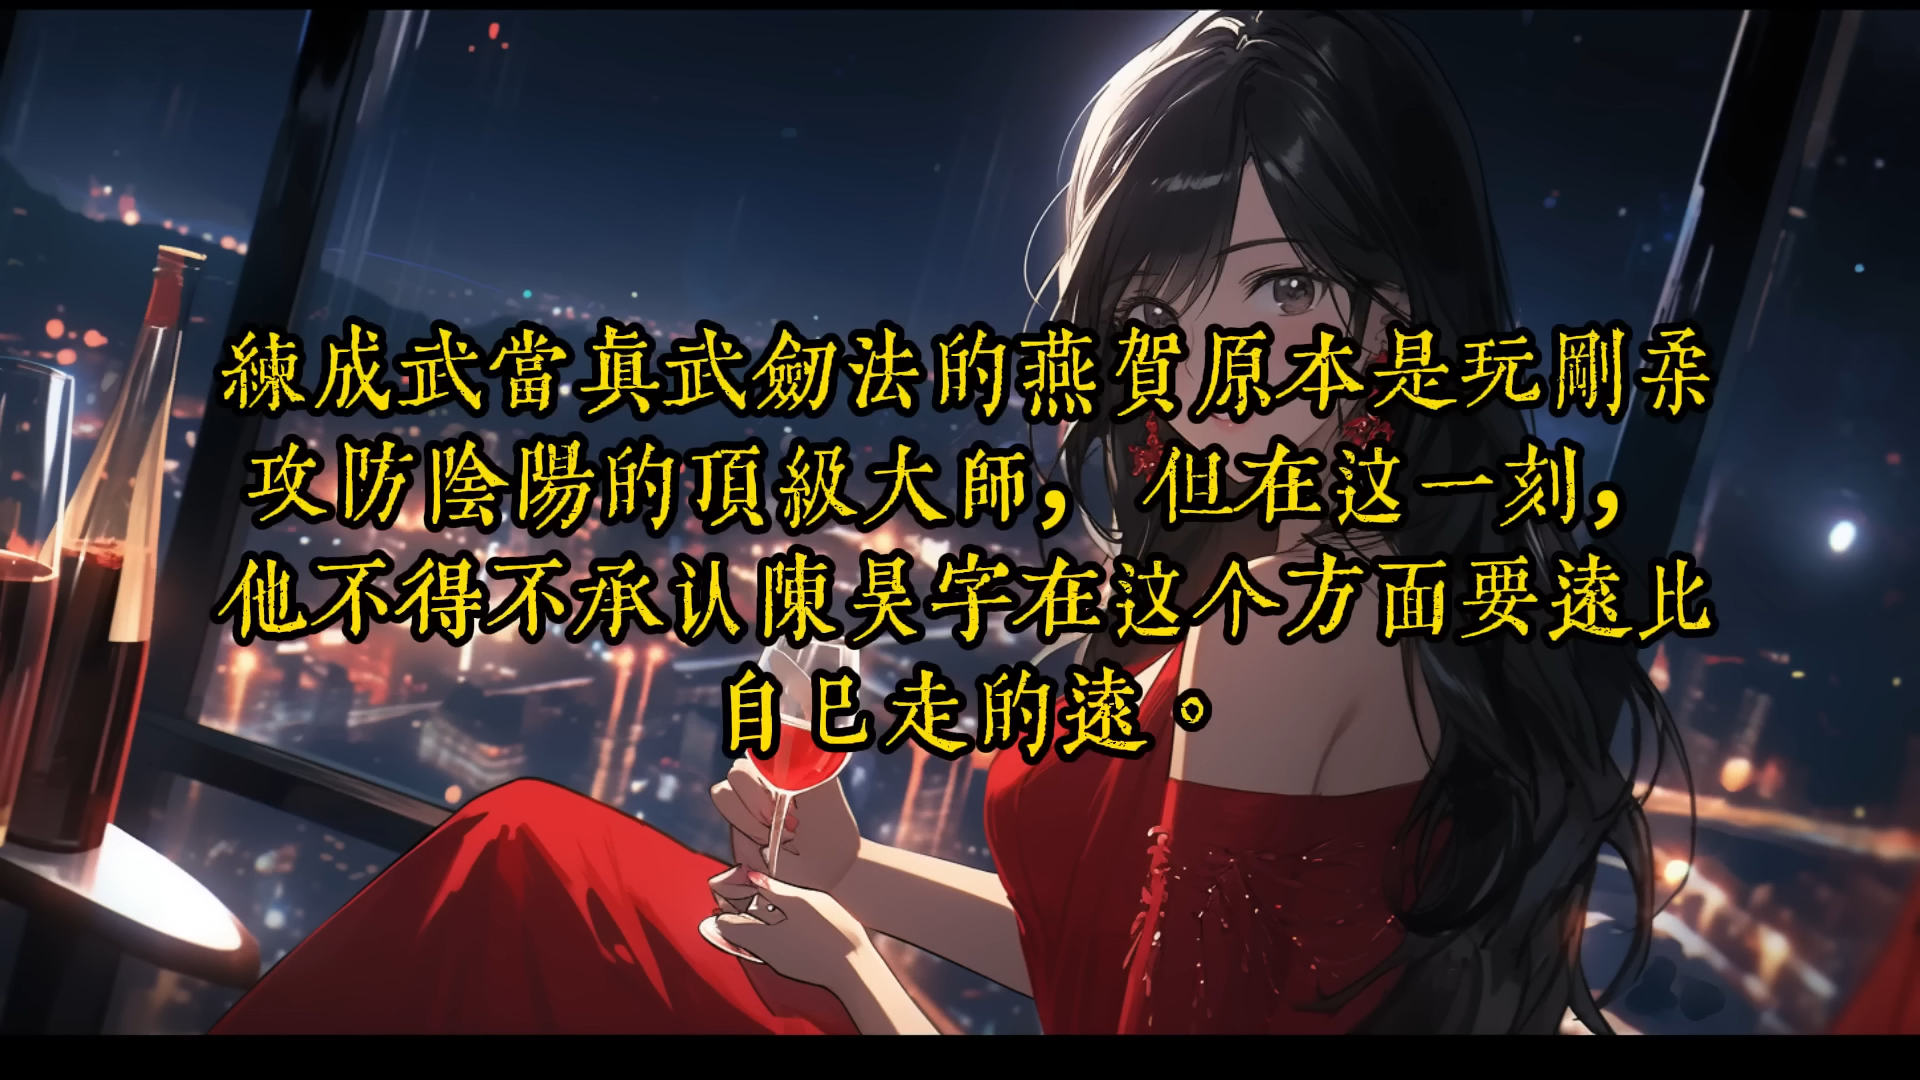 練成武當真武劒法的燕賀原本是玩剛柔
攻防陰陽的頂級大師，但在这一刻，
他不得不承认陳昊宇在这个方面要遠比
自已走的遠。